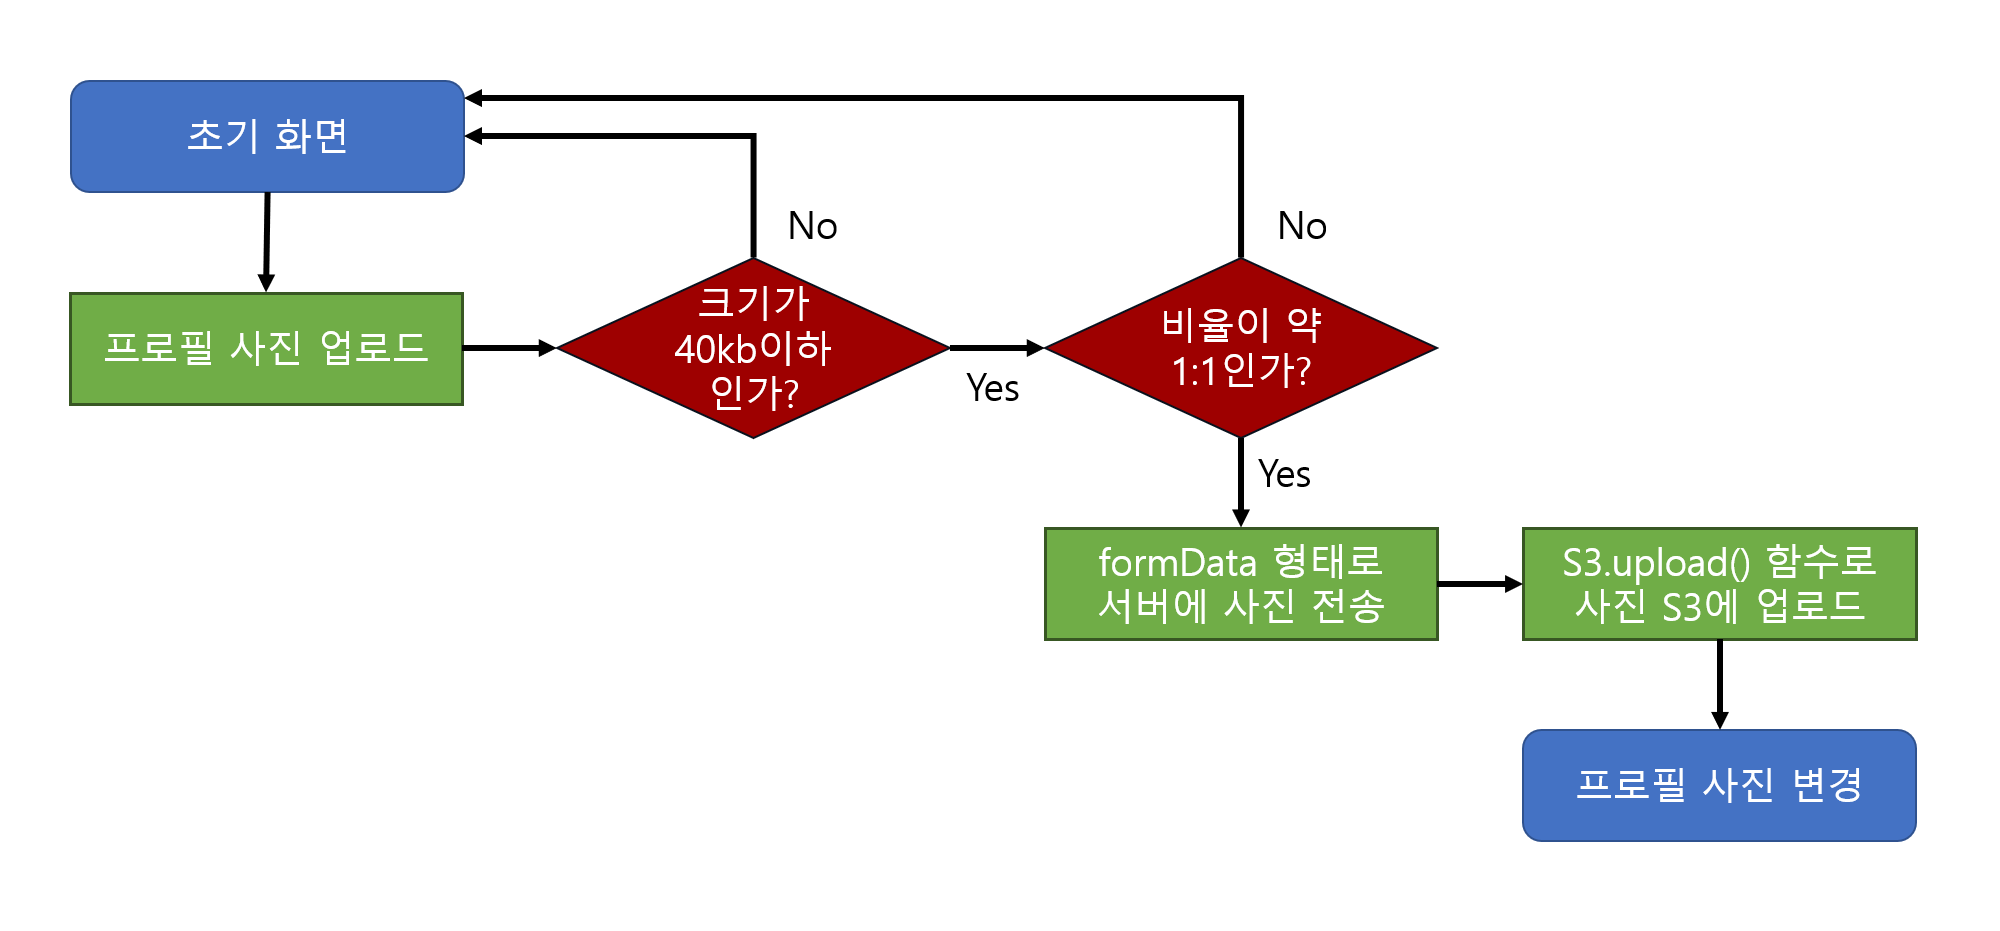 초기 화면
No
No
프로필 사진 업로드
크기가
40kb이하
인가?
Yes
비율이 약
1:1인가?
Yes
formData 형태로
서버에 사진 전송
S3.upload() 함수로
사진 S3에 업로드
프로필 사진 변경